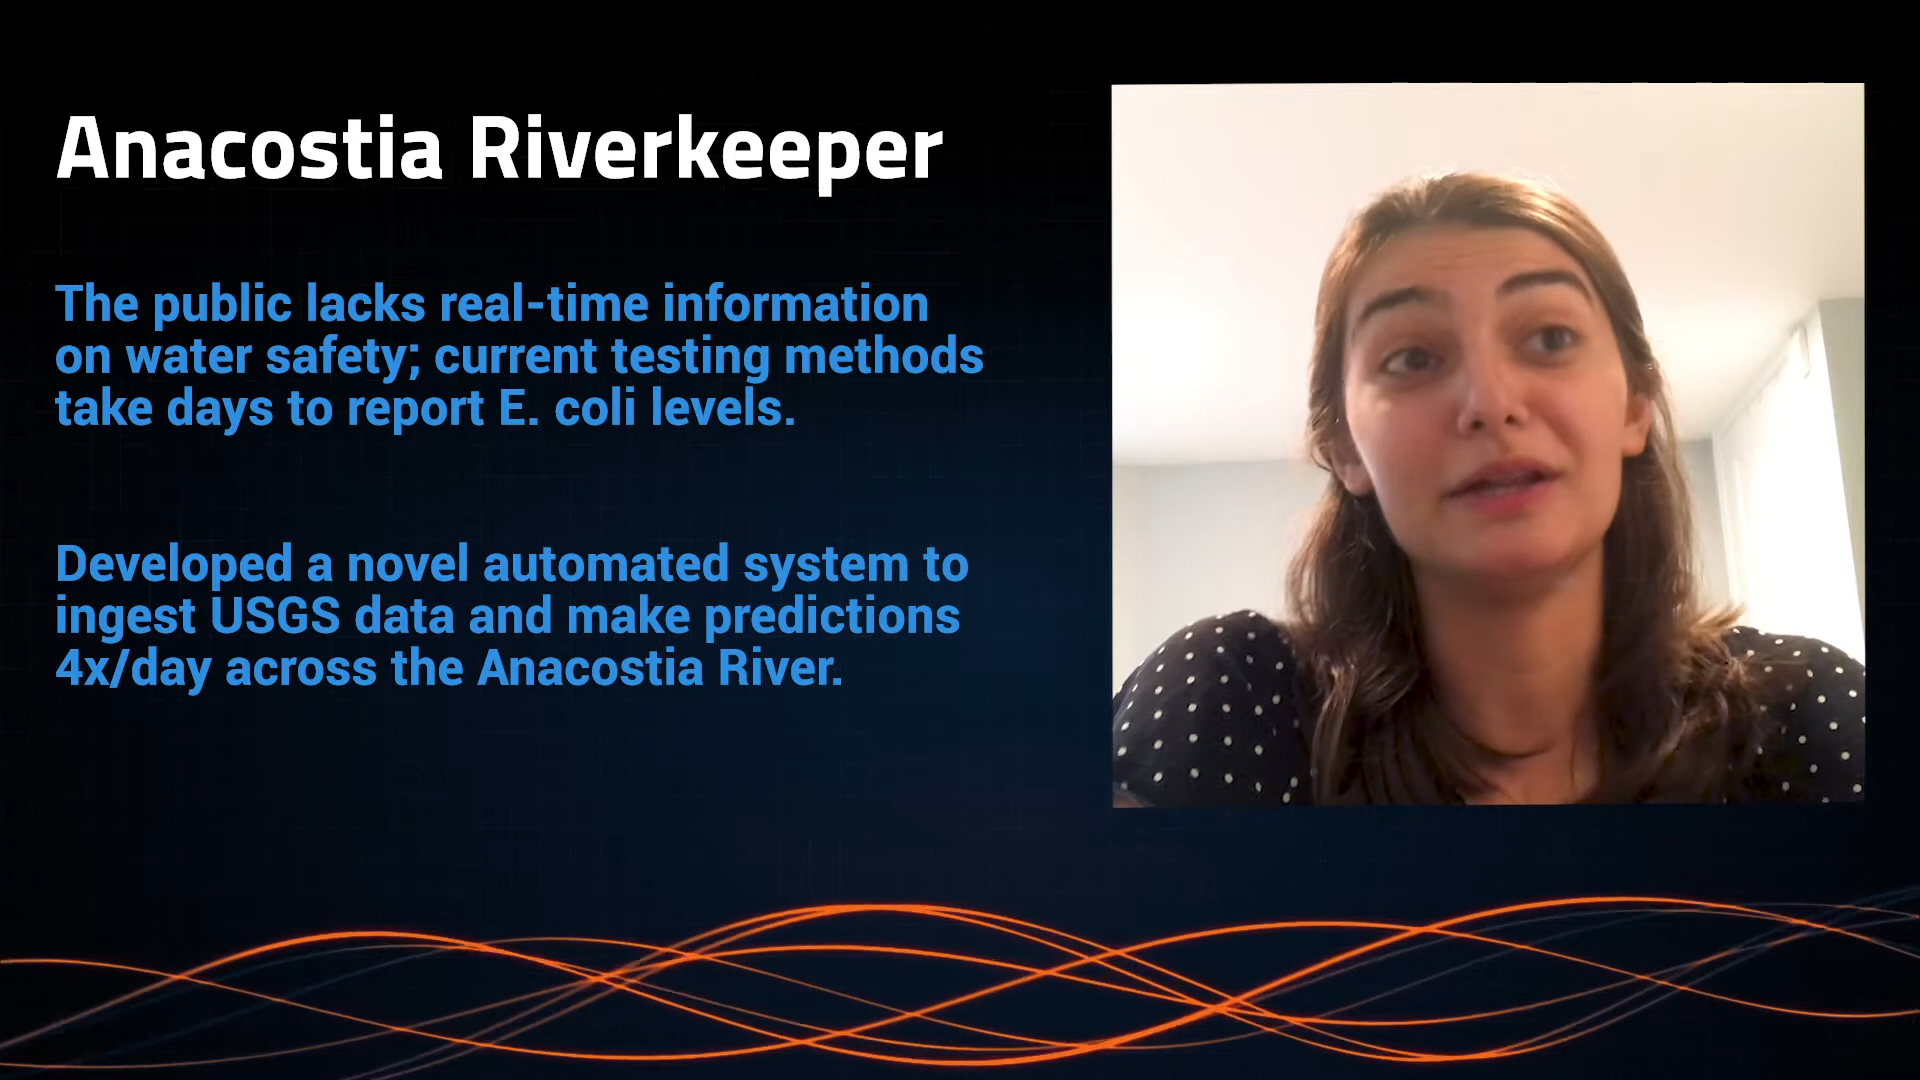 Anacostia Riverkeeper
The public lacks real-time information
on water safety; current testing methods
take days to report E. coli levels.
Developed a novel automated system to
ingest USGS data and make predictions
4x/day across the Anacostia River.